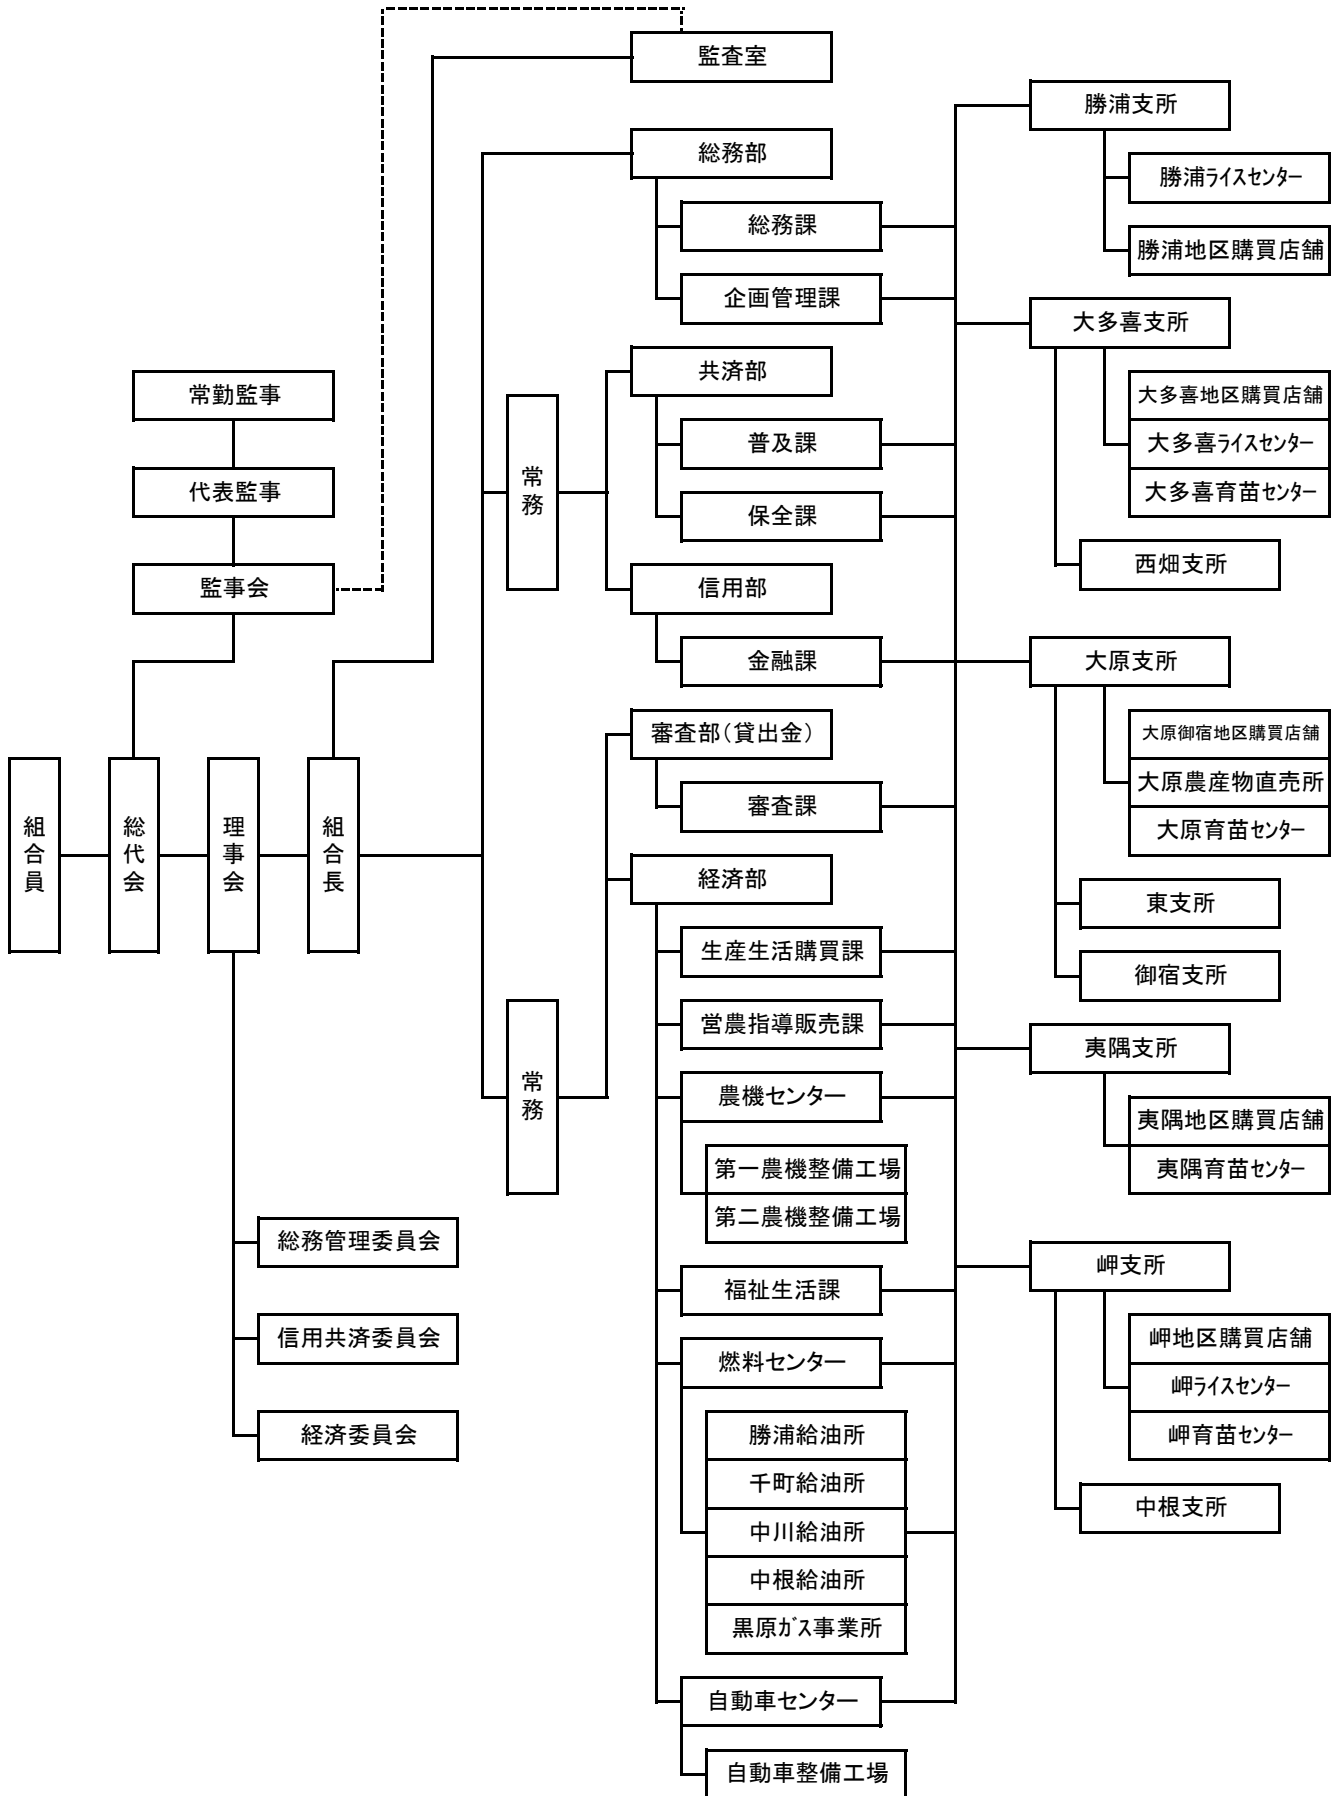 組合員
総代会
理事会
組合長
常勤監事
代表監事
監事会
総務管理委員会
信用共済委員会
経済委員会
常務
常務
監査室
総務部
総務課
企画管理課
共済部
普及課
保全課
信用部
金融課
審査部(貸出金)
審査課
経済部
生産生活購買課
営農指導販売課
農機センター
第一農機整備工場
第二農機整備工場
福祉生活課
燃料センター
勝浦給油所
千町給油所
中川給油所
中根給油所
黒原ガス事業所
自動車センター
自動車整備工場
勝浦支所
勝浦ライスセンター
勝浦地区購買店舗
大多喜支所
大多喜地区購買店舗
大多喜ライスセンター
大多喜育苗センター
西畑支所
大原支所
大原御宿地区購買店舗
大原農産物直売所
大原育苗センター
東支所
御宿支所
夷隅支所
夷隅地区購買店舗
夷隅育苗センター
岬支所
岬地区購買店舗
岬ライスセンター
岬育苗センター
中根支所